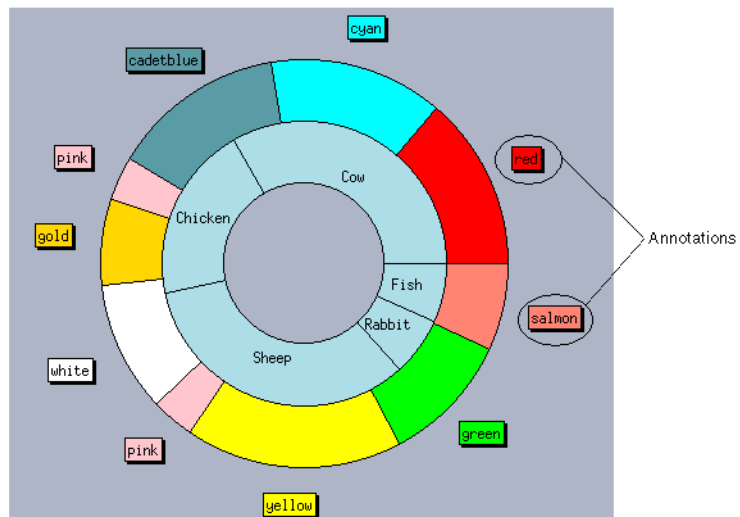 cyan
cadetblue
red
pink
Cow
Chicken
gold
Annotations
Fish
salmon
Rabbit
Sheep
white
green
pink
yellow